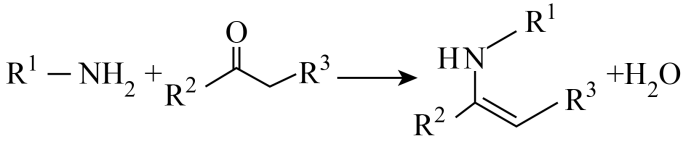 R¹ — NH₂ + R² O R³ HN R¹ R² R³ +H₂O